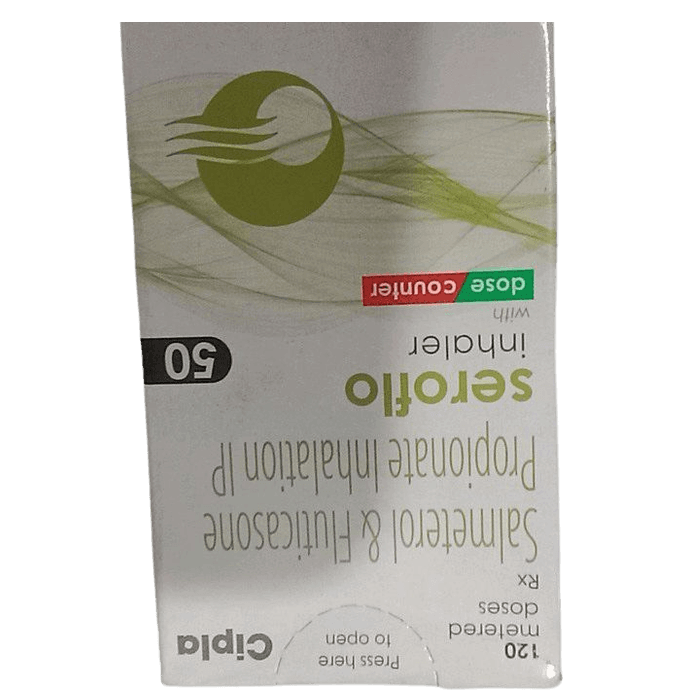 Press here
to open
Cipla
120
metered
doses
Rx
Salmeterol & Fluticasone
Propionate Inhalation IP
seroflo
inhaler
50
with
dose counter